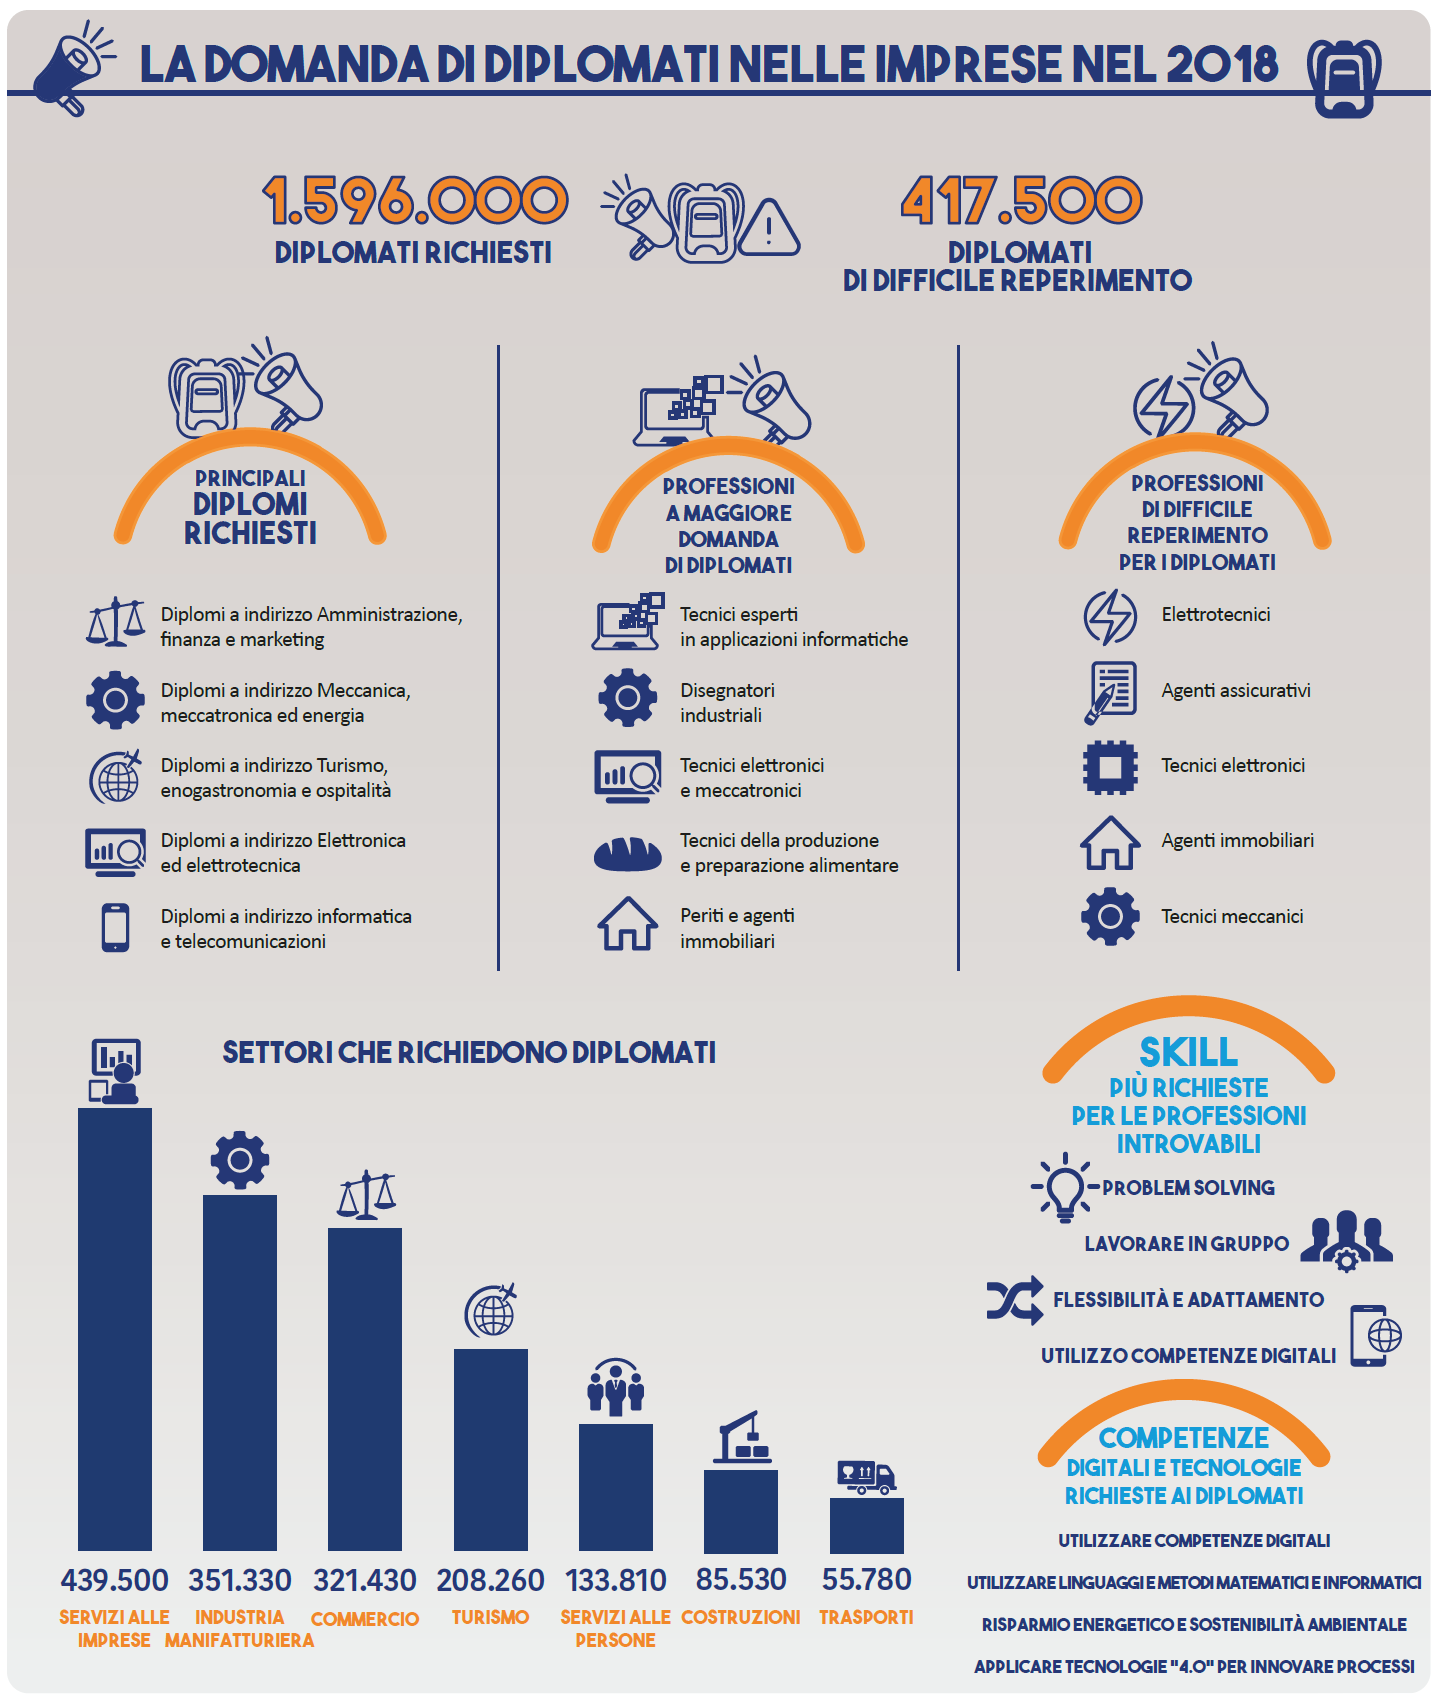 LA DOMANDA DI DIPLOMATI NELLE IMPRESE NEL 2018
1.596.000
DIPLOMATI RICHIESTI
417.500
DIPLOMATI
DI DIFFICILE REPERIMENTO
PRINCIPALI
DIPLOMI
RICHIESTI
Diplomi a indirizzo Amministrazione,
finanza e marketing
Diplomi a indirizzo Meccanica,
meccatronica ed energia
Diplomi a indirizzo Turismo,
enogastronomia e ospitalità
Diplomi a indirizzo Elettronica
ed elettrotecnica
Diplomi a indirizzo informatica
e telecomunicazioni
PROFESSIONI
A MAGGIORE
DOMANDA
DI DIPLOMATI
Tecnici esperti
in applicazioni informatiche
Disegnatori
industriali
Tecnici elettronici
e meccatronici
Tecnici della produzione
e preparazione alimentare
Periti e agenti
immobiliari
PROFESSIONI
DI DIFFICILE
REPERIMENTO
PER I DIPLOMATI
Elettrotecnici
Agenti assicurativi
Tecnici elettronici
Agenti immobiliari
Tecnici meccanici
SETTORI CHE RICHIEDONO DIPLOMATI
439.500
SERVIZI ALLE
IMPRESE
351.330
INDUSTRIA
MANIFATTURIERA
321.430
COMMERCIO
208.260
TURISMO
133.810
SERVIZI ALLE
PERSONE
85.530
COSTRUZIONI
55.780
TRASPORTI
SKILL
PIÙ RICHIESTE
PER LE PROFESSIONI
INTROVABILI
PROBLEM SOLVING
LAVORARE IN GRUPPO
FLESSIBILITÀ E ADATTAMENTO
UTILIZZO COMPETENZE DIGITALI
COMPETENZE
DIGITALI E TECNOLOGIE
RICHIESTE AI DIPLOMATI
UTILIZZARE COMPETENZE DIGITALI
UTILIZZARE LINGUAGGI E METODI MATEMATICI E INFORMATICI
RISPARMIO ENERGETICO E SOSTENIBILITÀ AMBIENTALE
APPLICARE TECNOLOGIE "4.0" PER INNOVARE PROCESSI